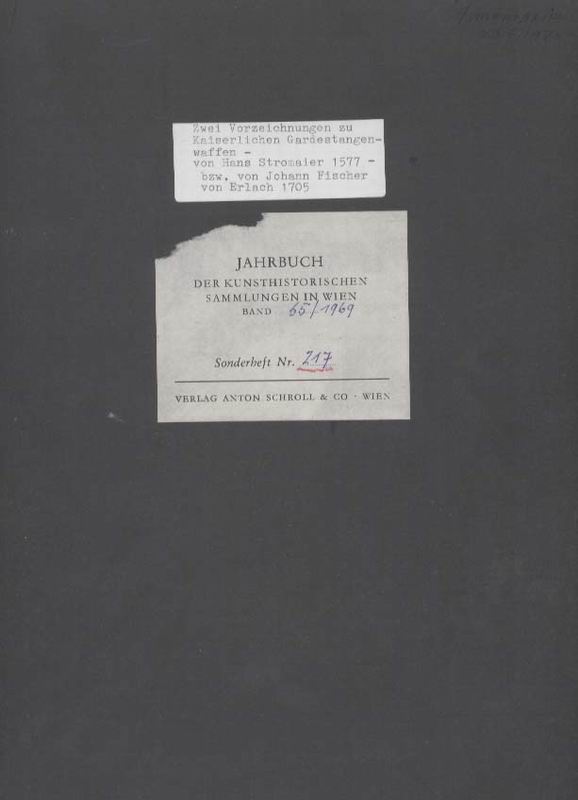 Zwei Vorzeichnungen zu
Kaiserlichen Gardestangen-
waffen -
von Hans Stromaier 1577 -
bzw. von Johann Fischer
von Erlach 1705
JAHRBUCH
DER KUNSTHISTORISCHEN
SAMMLUNGEN IN WIEN
BAND 65/1969
Sonderheft Nr. 217
VERLAG ANTON SCHROLL & CO · WIEN